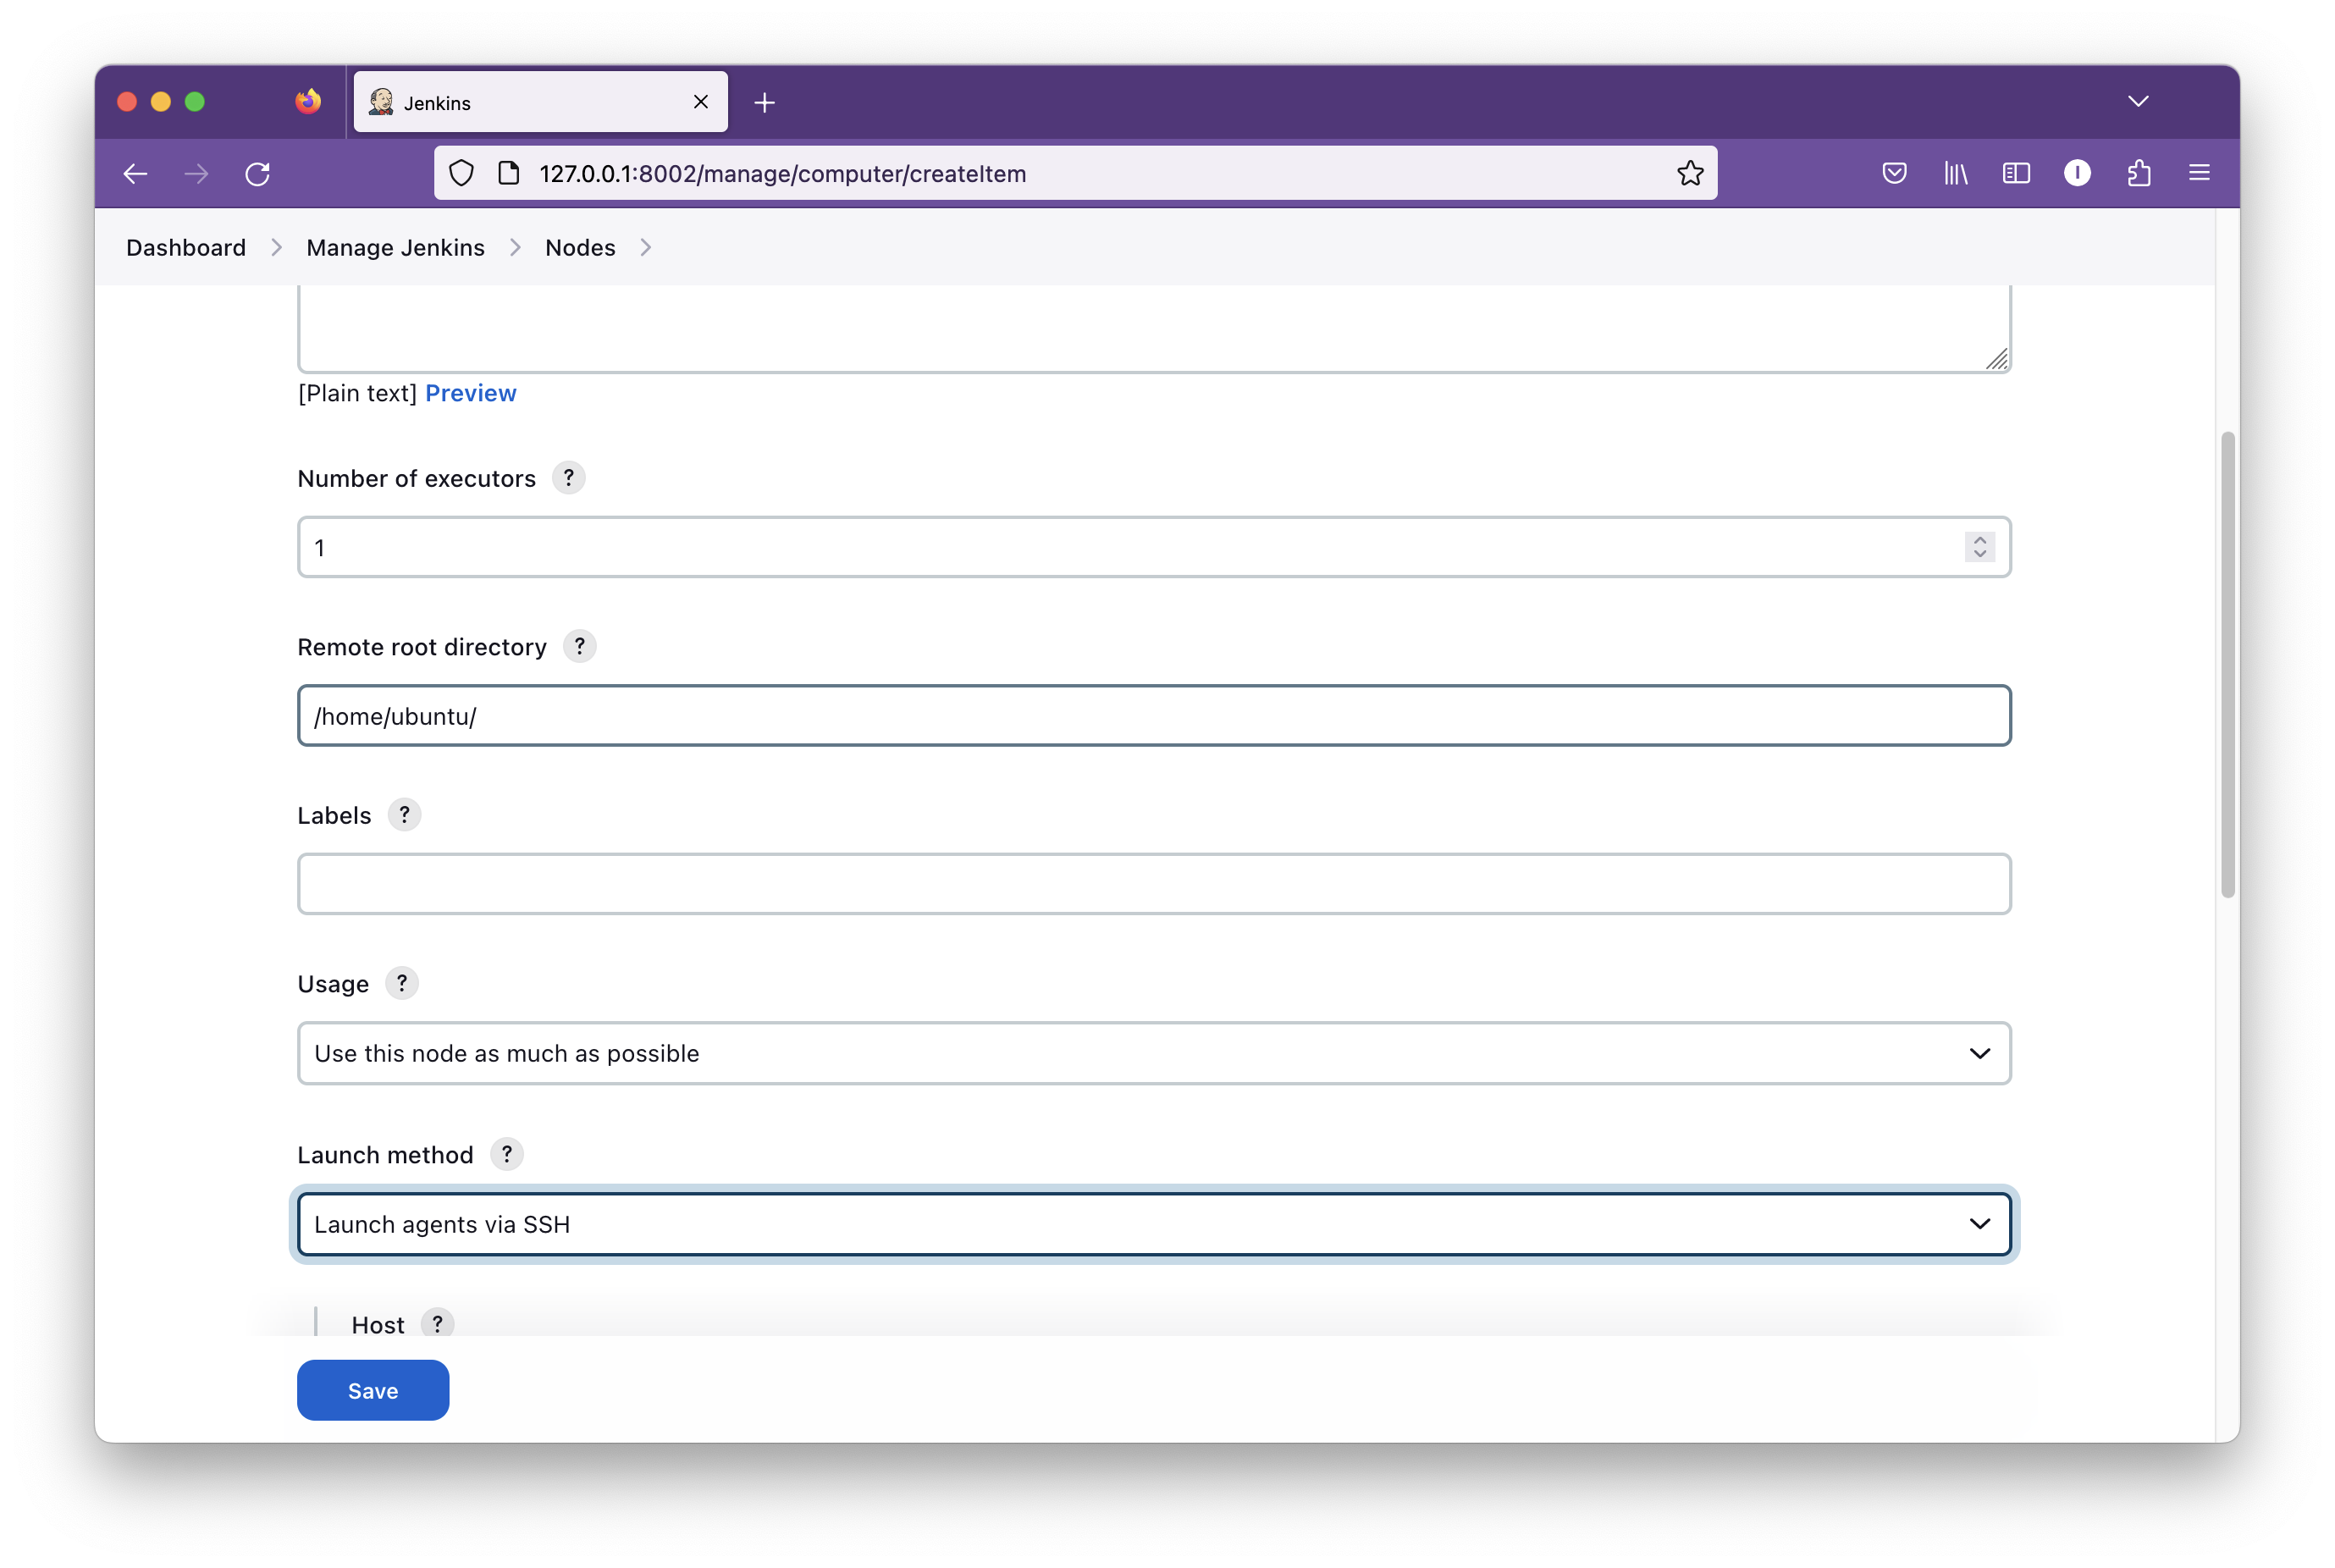 Jenkins
127.0.0.1:8002/manage/computer/createItem
Dashboard > Manage Jenkins > Nodes >
[Plain text] Preview
Number of executors ?
1
Remote root directory ?
/home/ubuntu/
Labels ?
Usage ?
Use this node as much as possible
Launch method ?
Launch agents via SSH
Host ?
Save